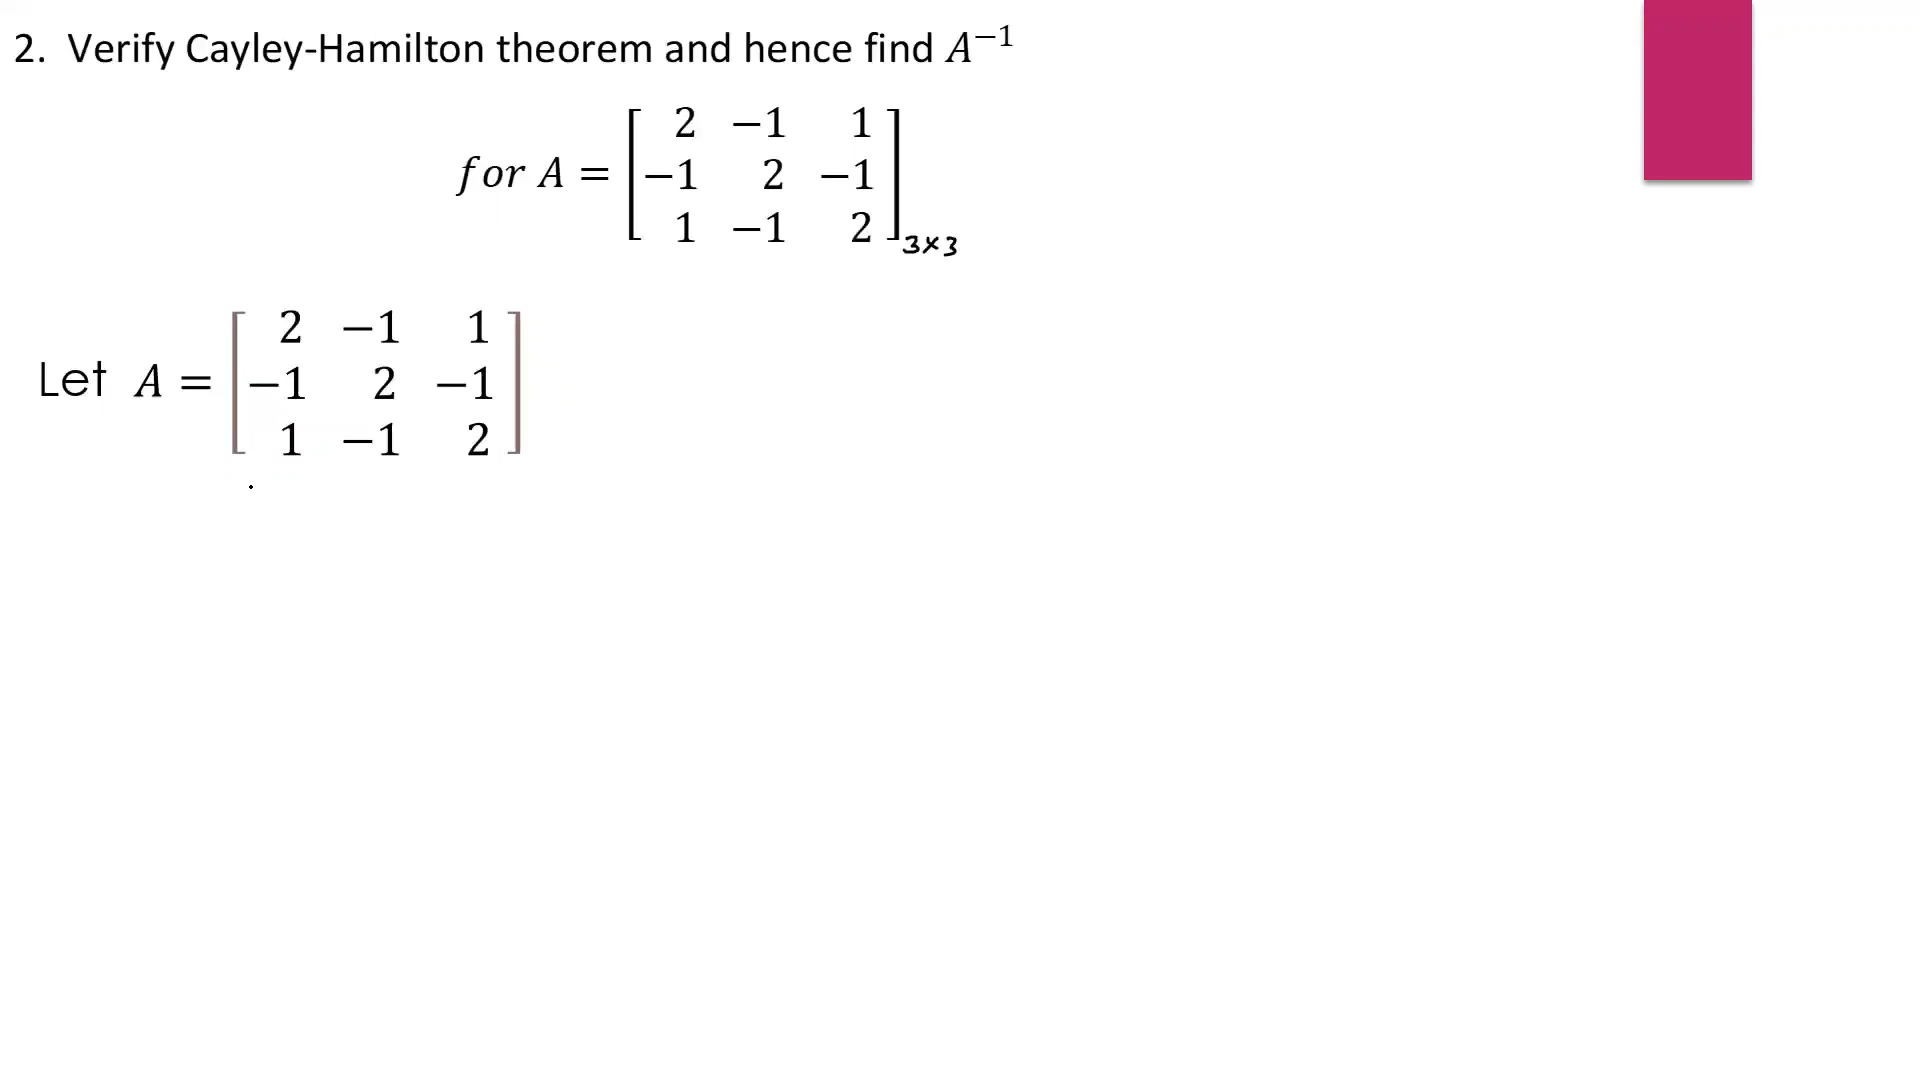 2. Verify Cayley-Hamilton theorem and hence find A⁻¹
for A = [2 −1 1
−1 2 −1
1 −1 2]3×3
Let A = [2 −1 1
−1 2 −1
1 −1 2]